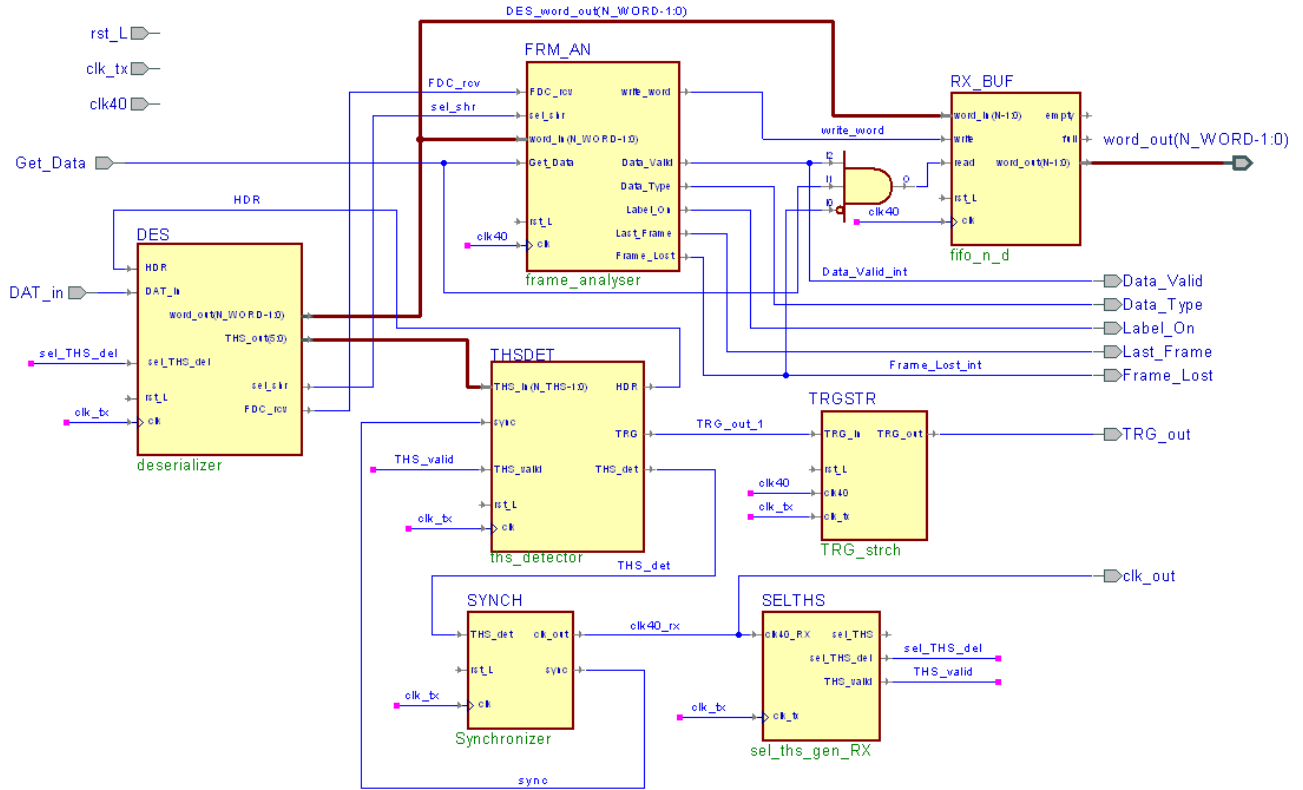 DES_word_out(N_WORD-1:0)
rst_L
clk_tx
clk40
Get_Data
DAT_in
FRM_AN
FDC_rcv
sel_shr
FDC_rcv
sel_shr
word_in(N_WORD-1:0)
Get_Data
rst_L
clk40
clk
write_word
Data_Valid
Data_Type
Label_On
Last_Frame
Frame_Lost
frame_analyser
write_word
I2
I1
I0
O
clk40
RX_BUF
word_in(N-1:0)
write
read
rst_L
clk
empty
full
word_out(N-1:0)
fifo_n_d
word_out(N_WORD-1:0)
Data_Valid_int
Frame_Lost_int
Data_Valid
Data_Type
Label_On
Last_Frame
Frame_Lost
HDR
DES
HDR
DAT_in
word_out(N_WORD-1:0)
THS_out(5:0)
sel_THS_del
sel_THS_del
sel_shr
rst_L
FDC_rcv
clk_tx
clk
deserializer
THSDET
THS_in(N_THS-1:0)
HDR
sync
TRG
THS_valid
THS_valid
THS_det
rst_L
clk_tx
clk
ths_detector
TRG_out_1
TRGSTR
TRG_in
TRG_out
rst_L
clk40
clk40
clk_tx
clk_tx
TRG_strch
TRG_out
THS_det
SYNCH
THS_det
clk_out
rst_L
sync
clk_tx
clk
Synchronizer
sync
clk40_rx
SELTHS
clk40_RX
sel_THS
sel_THS_del
THS_valid
clk_tx
clk_tx
sel_ths_gen_RX
sel_THS_del
THS_valid
clk_out